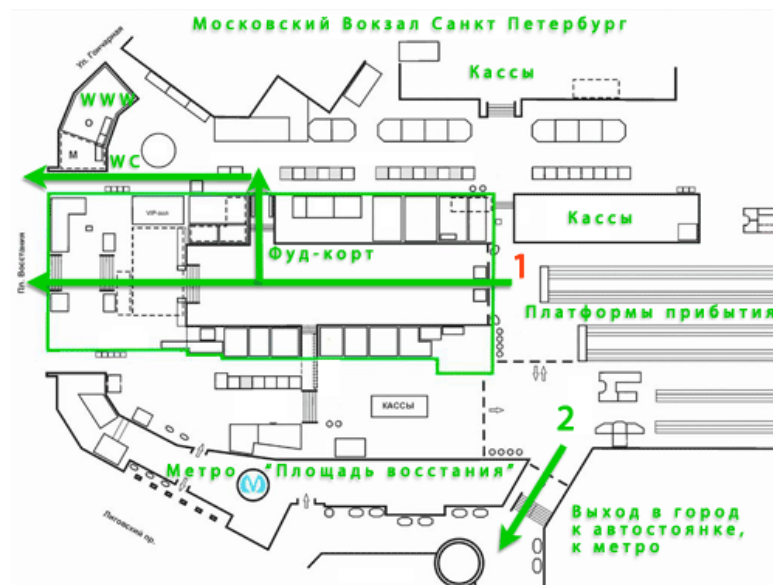 Московский Вокзал Санкт Петербург
Ул. Гончарная
Кассы
WWW
О
М
WC
VIP-зал
Кассы
Пл. Восстания
Фуд-корт
1
Платформы прибытия
КАССЫ
2
Метро "Площадь восстания"
Лиговский пр.
Выход в город
к автостоянке,
к метро